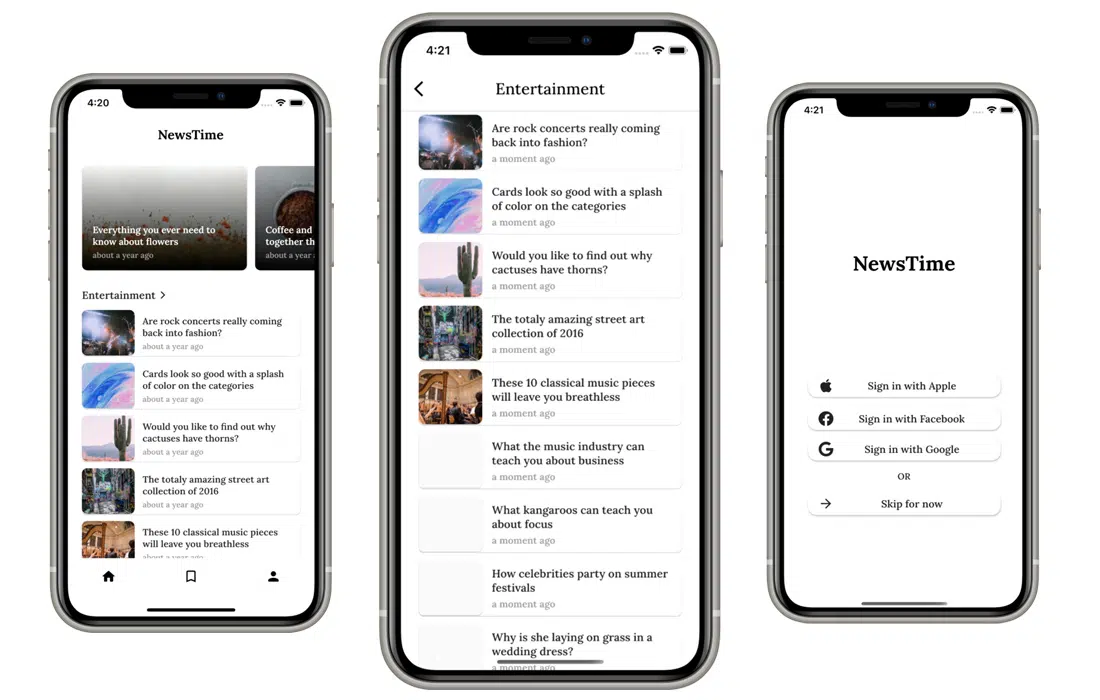 4:20
NewsTime
Everything you ever need to
know about flowers
about a year ago
Coffee and
together th
about a year
Entertainment
Are rock concerts really coming
back into fashion?
about a year ago
Cards look so good with a splash
of color on the categories
about a year ago
Would you like to find out why
cactuses have thorns?
about a year ago
The totaly amazing street art
collection of 2016
about a year ago
These 10 classical music pieces
will leave you breathless
about a year ago
4:21
Entertainment
Are rock concerts really coming
back into fashion?
a moment ago
Cards look so good with a splash
of color on the categories
a moment ago
Would you like to find out why
cactuses have thorns?
a moment ago
The totaly amazing street art
collection of 2016
a moment ago
These 10 classical music pieces
will leave you breathless
a moment ago
What the music industry can
teach you about business
a moment ago
What kangaroos can teach you
about focus
a moment ago
How celebrities party on summer
festivals
a moment ago
Why is she laying on grass in a
wedding dress?
a moment ago
4:21
NewsTime
Sign in with Apple
Sign in with Facebook
Sign in with Google
OR
Skip for now